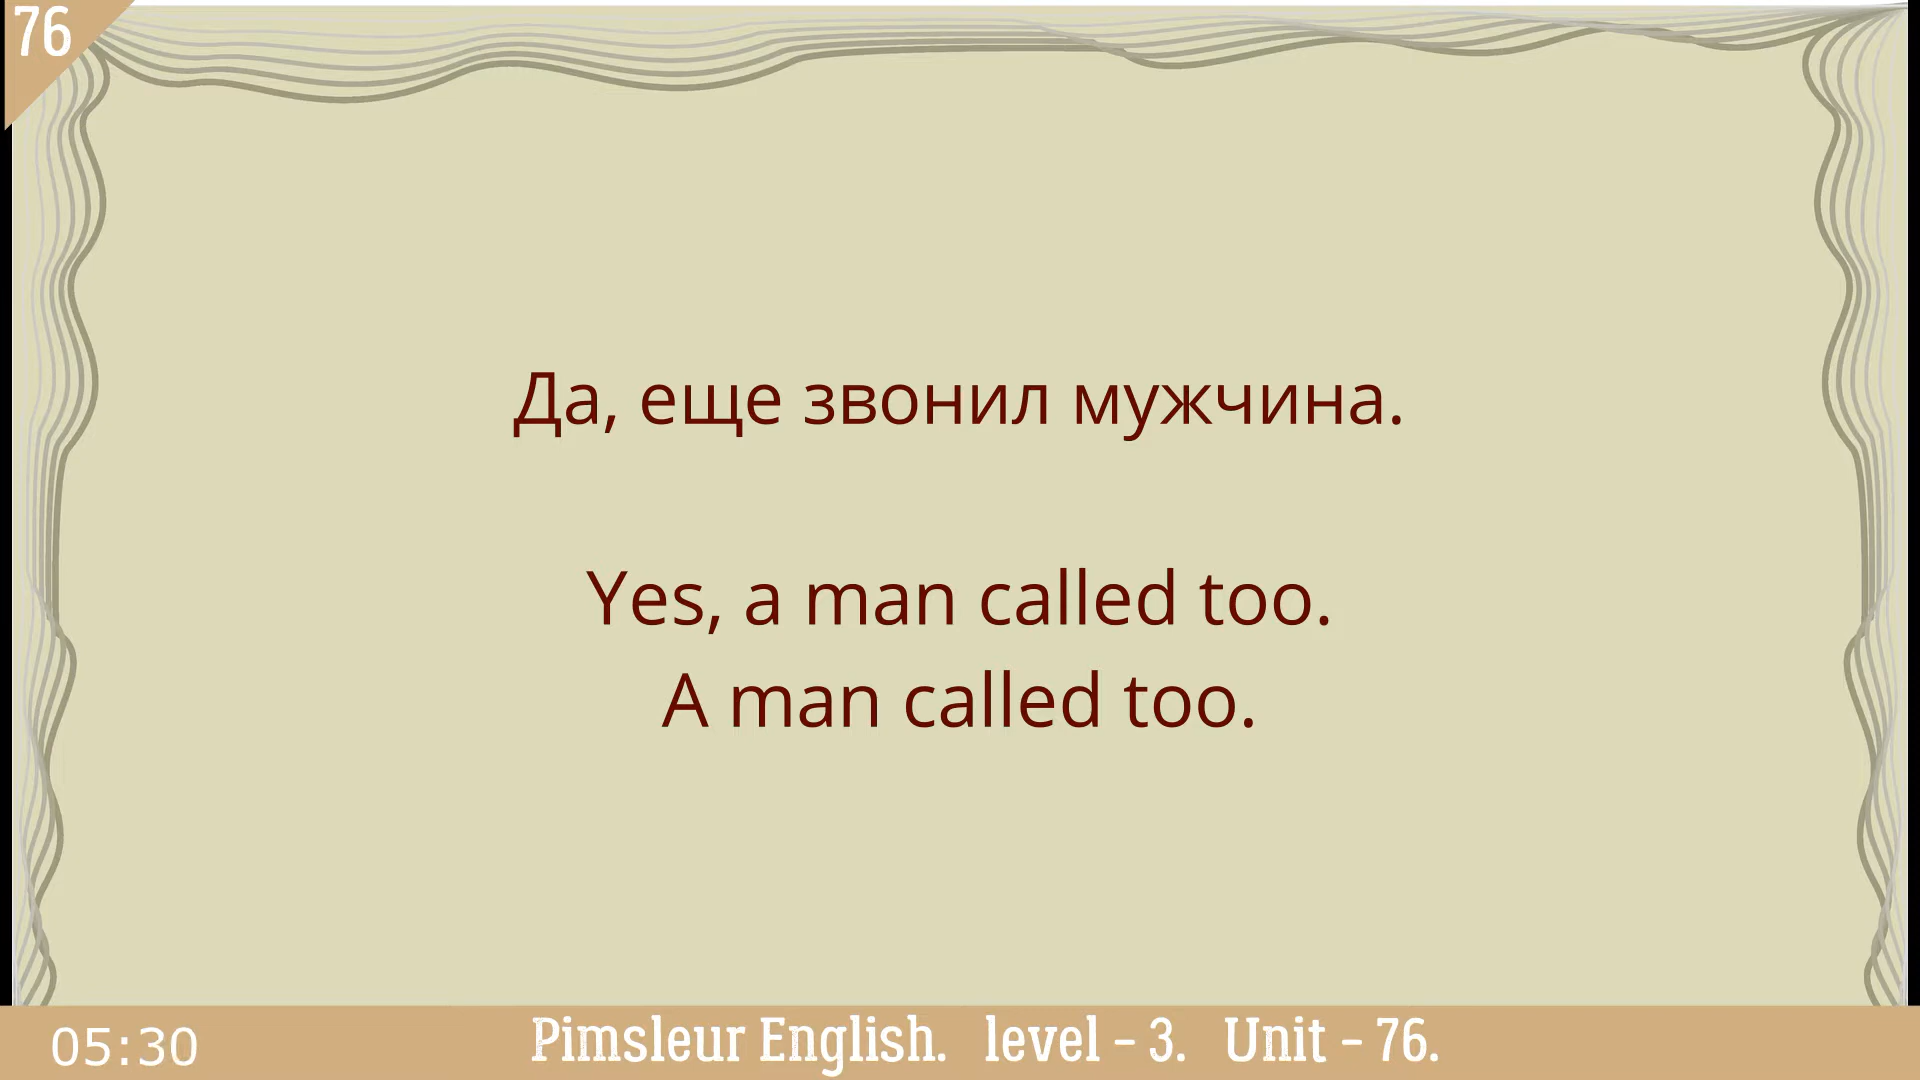 76
Да, еще звонил мужчина.
Yes, a man called too.
A man called too.
05:30
Pimsleur English. level – 3. Unit – 76.